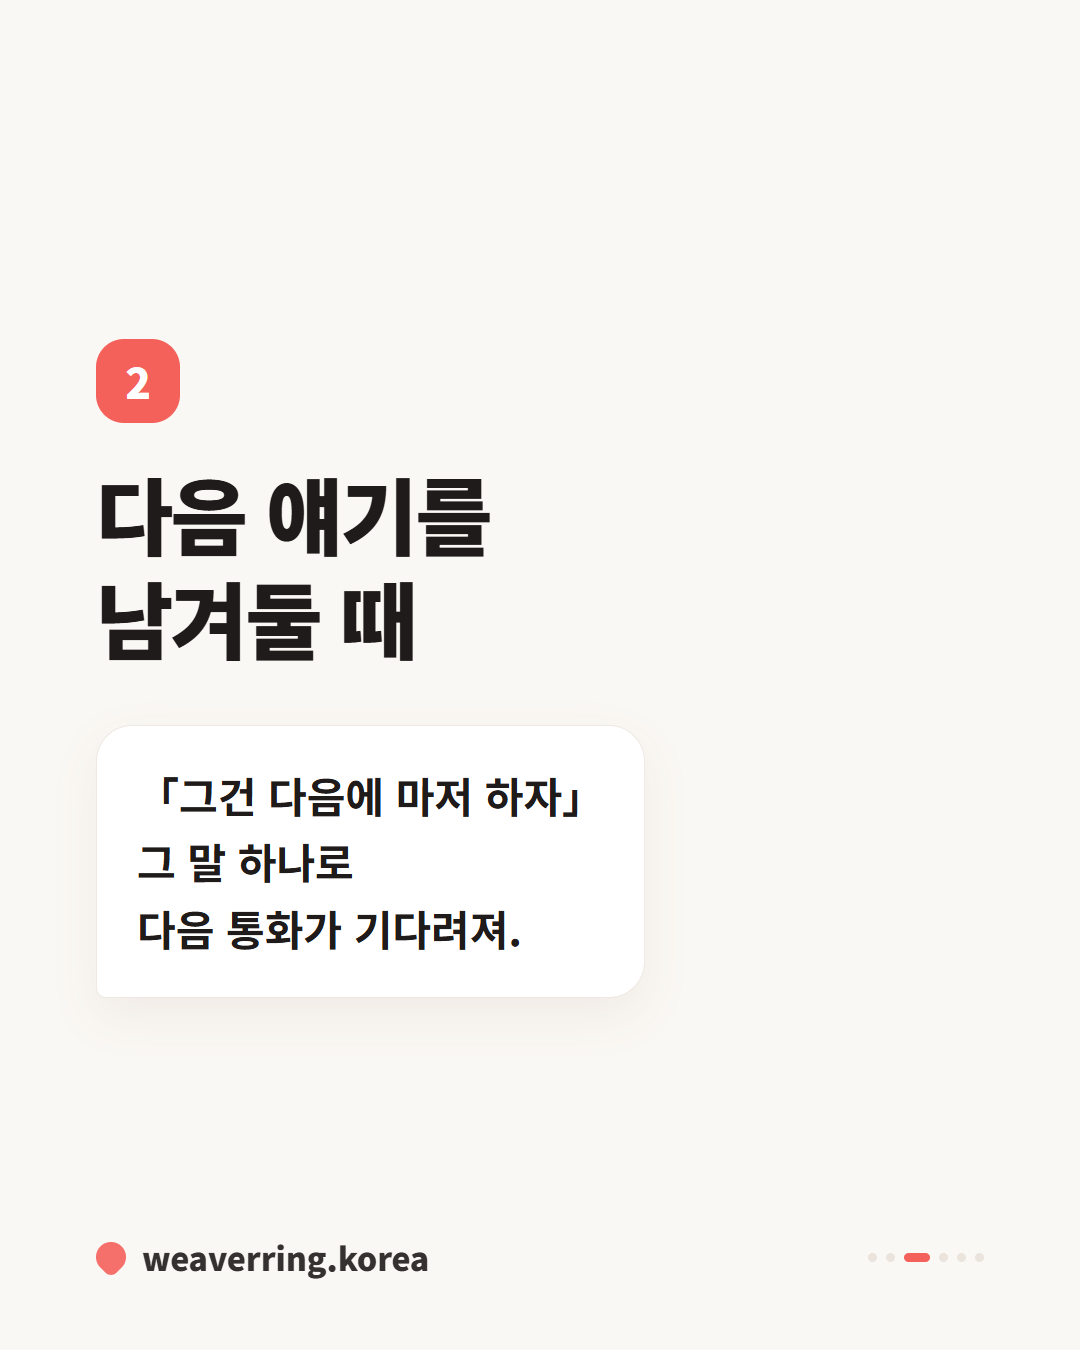 2
다음 얘기를
남겨둘 때
「그건 다음에 마저 하자」
그 말 하나로
다음 통화가 기다려져.
weaverring.korea